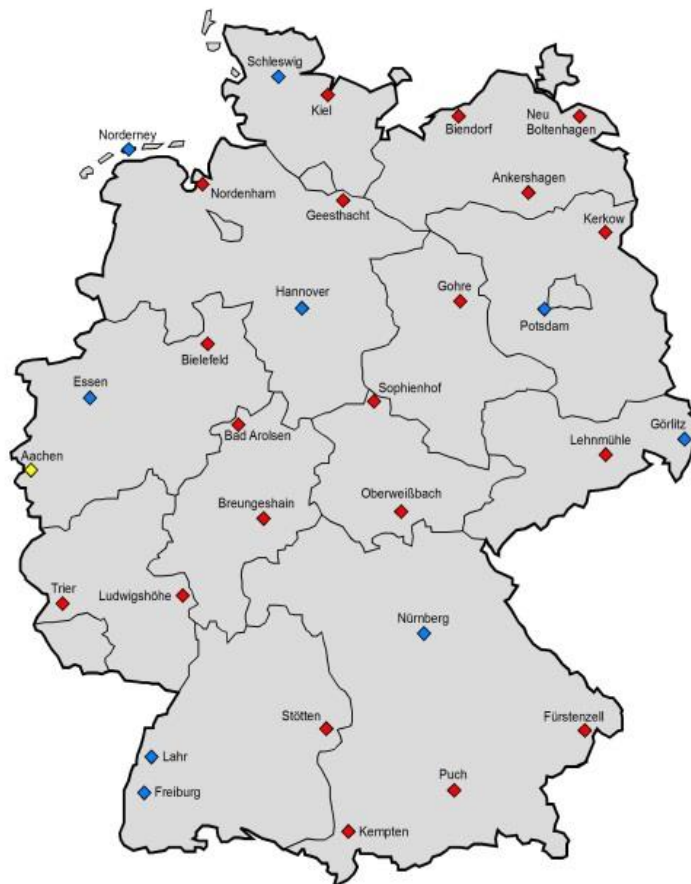 Schleswig
Kiel
Biendorf
Neu
Boltenhagen
Norderney
Nordenham
Geesthacht
Ankershagen
Kerkow
Hannover
Gohre
Potsdam
Bielefeld
Essen
Sophienhof
Görlitz
Bad Arolsen
Lehnmühle
Aachen
Breungeshain
Oberweißbach
Trier
Ludwigshöhe
Nürnberg
Stötten
Fürstenzell
Lahr
Puch
Freiburg
Kempten